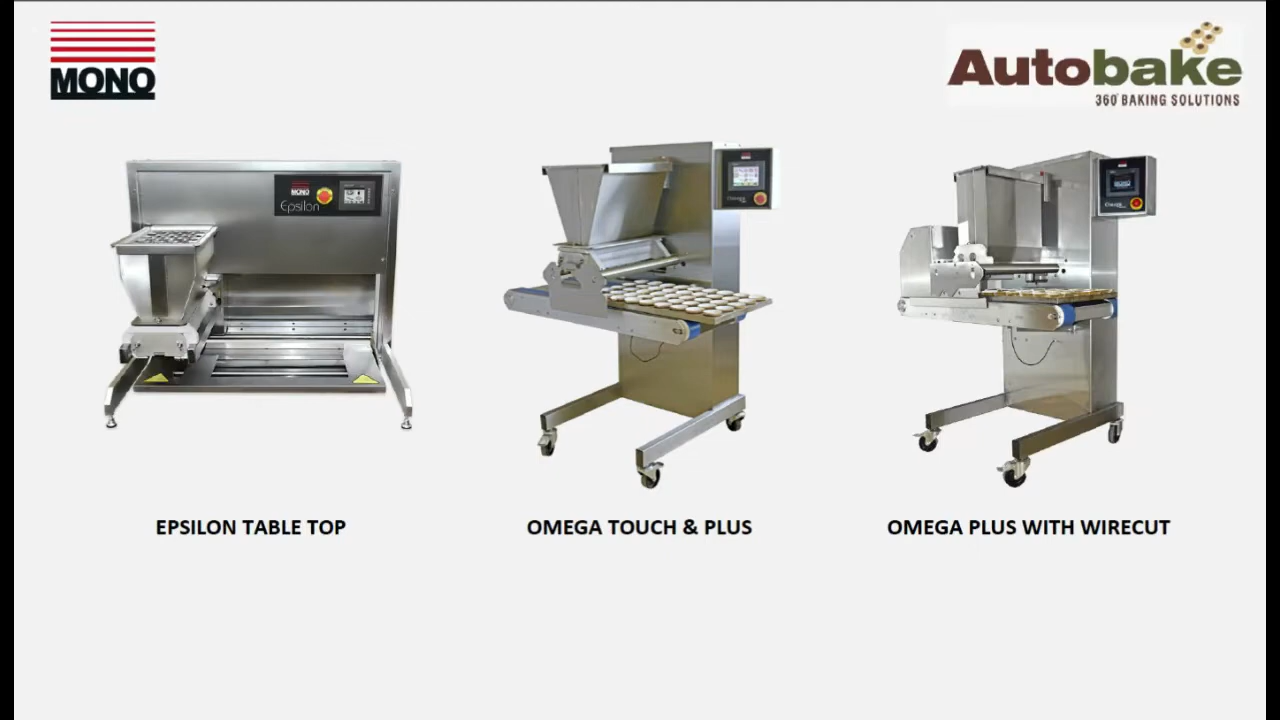 MONO
Autobake
360° BAKING SOLUTIONS
MONO
Epsilon
EPSILON TABLE TOP
OMEGA TOUCH & PLUS
OMEGA PLUS WITH WIRECUT